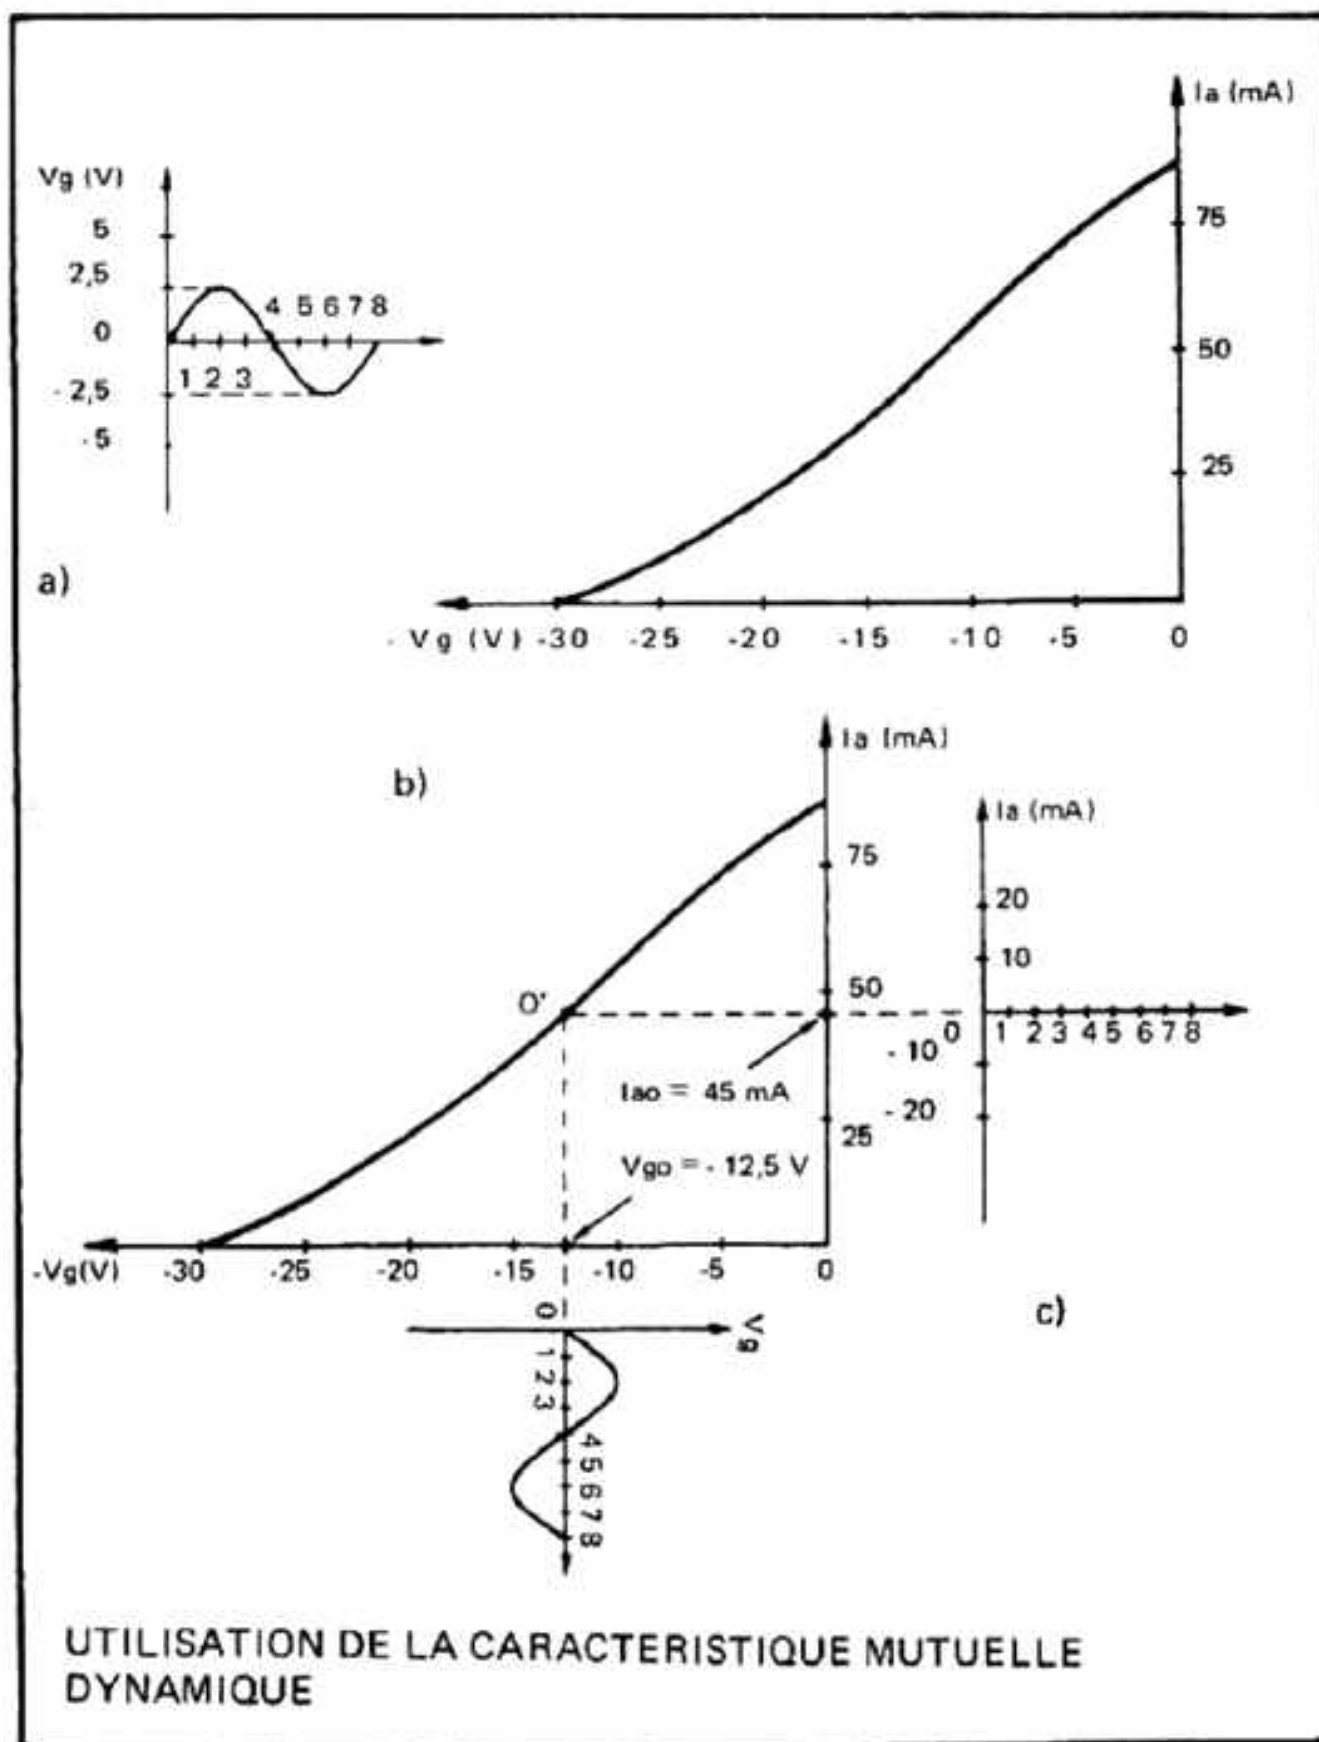 Ia (mA)
Vg (V)
5
2,5
0
- 2,5
- 5
4 5 6 7 8
1 2 3
75
50
25
a)
- Vg (V) -30 -25 -20 -15 -10 -5 0
b)
Ia (mA)
75
50
25
O'
Iao = 45 mA
Vgo = - 12,5 V
-Vg(V) -30 -25 -20 -15 -10 -5 0
Ia (mA)
20
10
0 1 2 3 4 5 6 7 8
- 10
- 20
c)
0
Vg
1 2 3
4 5 6 7 8
UTILISATION DE LA CARACTERISTIQUE MUTUELLE
DYNAMIQUE